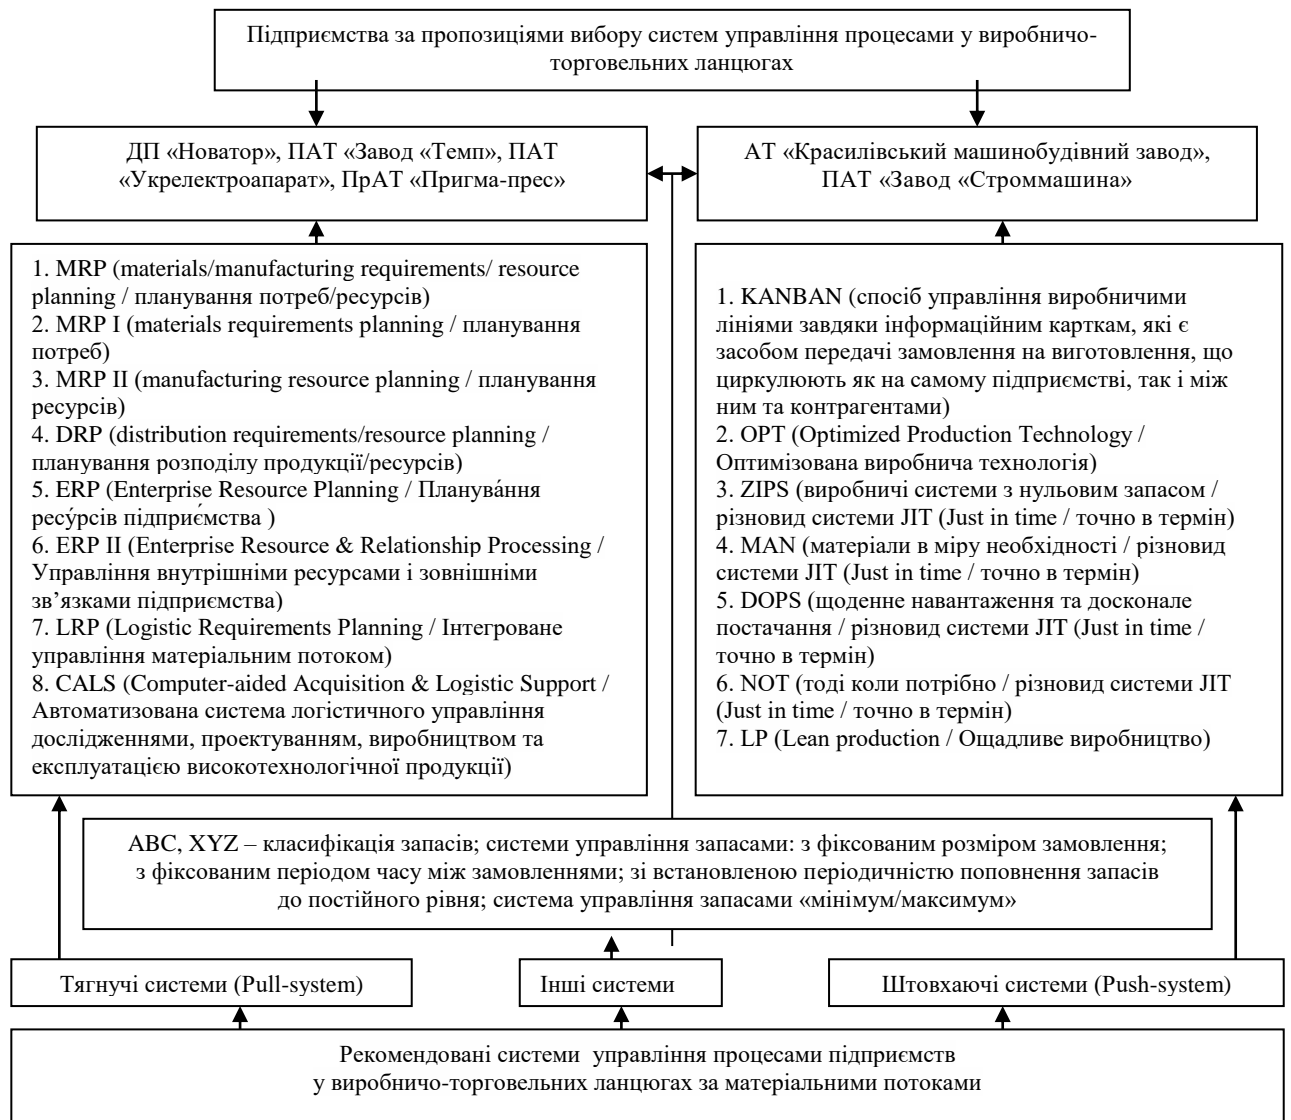 Підприємства за пропозиціями вибору систем управління процесами у виробничо-
торговельних ланцюгах
ДП «Новатор», ПАТ «Завод «Темп», ПАТ
«Укрелектроапарат», ПрАТ «Пригма-прес»
АТ «Красилівський машинобудівний завод»,
ПАТ «Завод «Строммашина»
1. MRP (materials/manufacturing requirements/ resource
planning / планування потреб/ресурсів)
2. MRP I (materials requirements planning / планування
потреб)
3. MRP II (manufacturing resource planning / планування
ресурсів)
4. DRP (distribution requirements/resource planning /
планування розподілу продукції/ресурсів)
5. ERP (Enterprise Resource Planning / Планува́ння
ресу́рсів підприє́мства )
6. ERP II (Enterprise Resource & Relationship Processing /
Управління внутрішніми ресурсами і зовнішніми
зв’язками підприємства)
7. LRP (Logistic Requirements Planning / Інтегроване
управління матеріальним потоком)
8. CALS (Computer-aided Acquisition & Logistic Support /
Автоматизована система логістичного управління
дослідженнями, проектуванням, виробництвом та
експлуатацією високотехнологічної продукції)
1. KANBAN (спосіб управління виробничими
лініями завдяки інформаційним карткам, які є
засобом передачі замовлення на виготовлення, що
циркулюють як на самому підприємстві, так і між
ним та контрагентами)
2. OPT (Optimized Production Technology /
Оптимізована виробнича технологія)
3. ZIPS (виробничі системи з нульовим запасом /
різновид системи JIT (Just in time / точно в термін)
4. MAN (матеріали в міру необхідності / різновид
системи JIT (Just in time / точно в термін)
5. DOPS (щоденне навантаження та досконале
постачання / різновид системи JIT (Just in time /
точно в термін)
6. NOT (тоді коли потрібно / різновид системи JIT
(Just in time / точно в термін)
7. LP (Lean production / Ощадливе виробництво)
ABC, XYZ – класифікація запасів; системи управління запасами: з фіксованим розміром замовлення;
з фіксованим періодом часу між замовленнями; зі встановленою періодичністю поповнення запасів
до постійного рівня; система управління запасами «мінімум/максимум»
Тягнучі системи (Pull-system)
Інші системи
Штовхаючі системи (Push-system)
Рекомендовані системи управління процесами підприємств
у виробничо-торговельних ланцюгах за матеріальними потоками